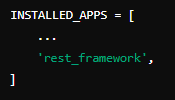 INSTALLED_APPS = [
    ...
    'rest_framework',
]